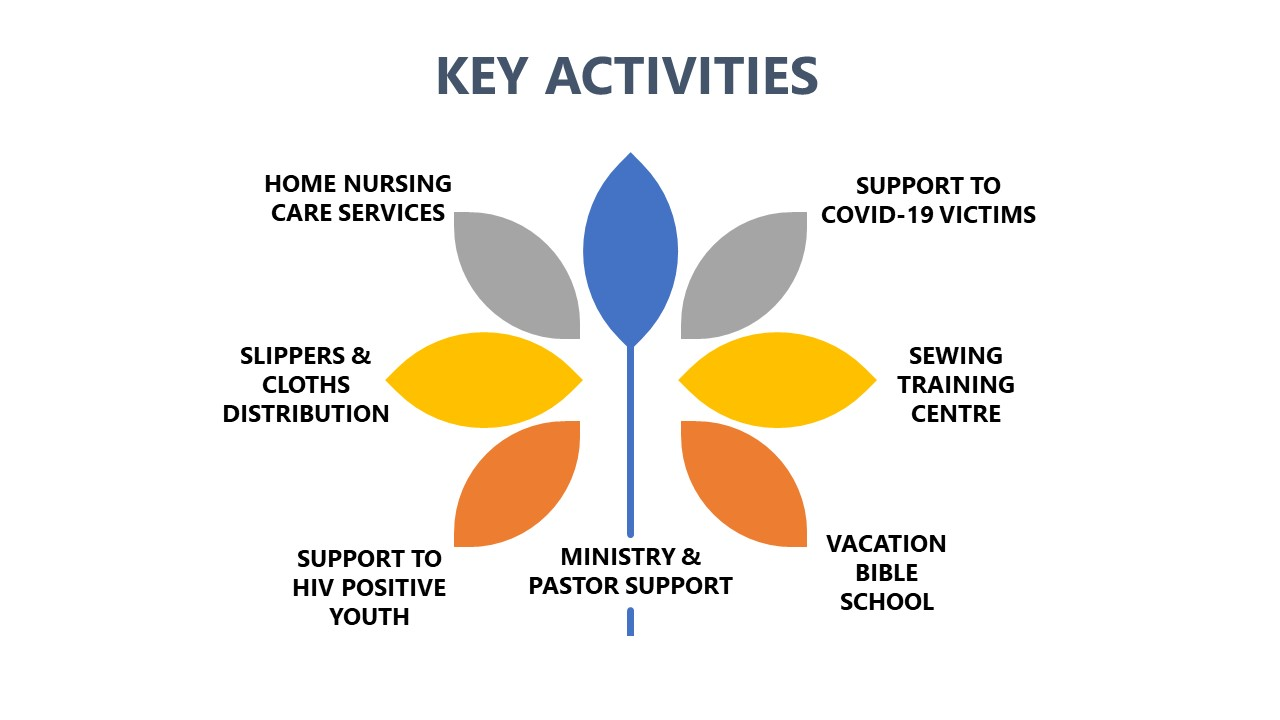 KEY ACTIVITIES
HOME NURSING
CARE SERVICES
SUPPORT TO
COVID-19 VICTIMS
SLIPPERS &
CLOTHS
DISTRIBUTION
SEWING
TRAINING
CENTRE
SUPPORT TO
HIV POSITIVE
YOUTH
MINISTRY &
PASTOR SUPPORT
VACATION
BIBLE
SCHOOL